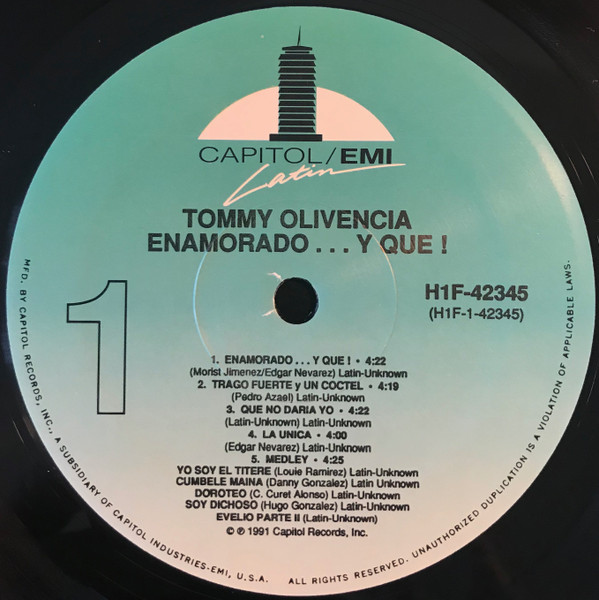 CAPITOL/EMI
Latin
TOMMY OLIVENCIA
ENAMORADO . . . Y QUE !
1
H1F-42345
(H1F-1-42345)
1. ENAMORADO . . . Y QUE ! • 4:22
(Morist Jimenez/Edgar Nevarez) Latin-Unknown
2. TRAGO FUERTE y UN COCTEL • 4:19
(Pedro Azael) Latin-Unknown
3. QUE NO DARIA YO • 4:22
(Latin-Unknown) Latin-Unknown
4. LA UNICA • 4:00
(Edgar Nevarez) Latin-Unknown
5. MEDLEY • 4:25
YO SOY EL TITERE (Louie Ramirez) Latin-Unknown
CUMBELE MAINA (Danny Gonzalez) Latin-Unknown
DOROTEO (C. Curet Alonso) Latin-Unknown
SOY DICHOSO (Hugo Gonzalez) Latin-Unknown
EVELIO PARTE II (Latin-Unknown)
© ℗ 1991 Capitol Records, Inc.
MFD. BY CAPITOL RECORDS, INC., A SUBSIDIARY OF CAPITOL INDUSTRIES-EMI, U.S.A. ALL RIGHTS RESERVED. UNAUTHORIZED DUPLICATION IS A VIOLATION OF APPLICABLE LAWS.